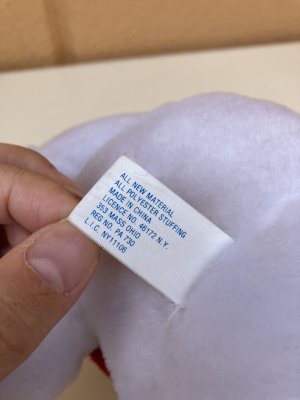 ALL NEW MATERIAL
ALL POLYESTER STUFFING
MADE IN CHINA
LICENCE NO. 46172 N.Y.
353 MASS OHIO
REG NO. PA 730
L.I.C. NY11106